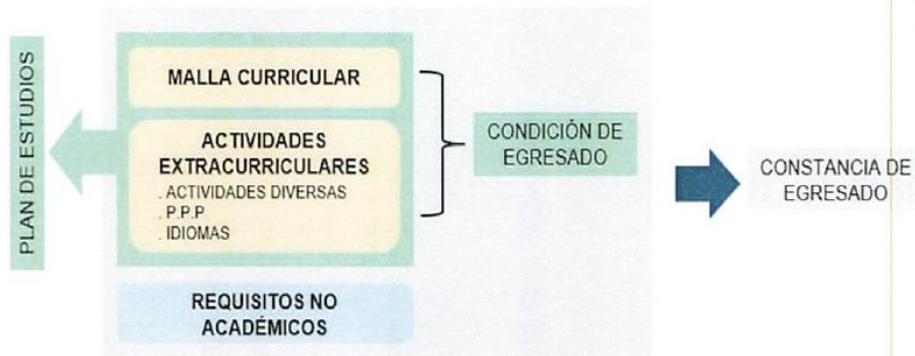 PLAN DE ESTUDIOS
MALLA CURRICULAR
ACTIVIDADES
EXTRACURRICULARES
. ACTIVIDADES DIVERSAS
. P.P.P
. IDIOMAS
REQUISITOS NO
ACADÉMICOS
CONDICIÓN DE
EGRESADO
CONSTANCIA DE
EGRESADO